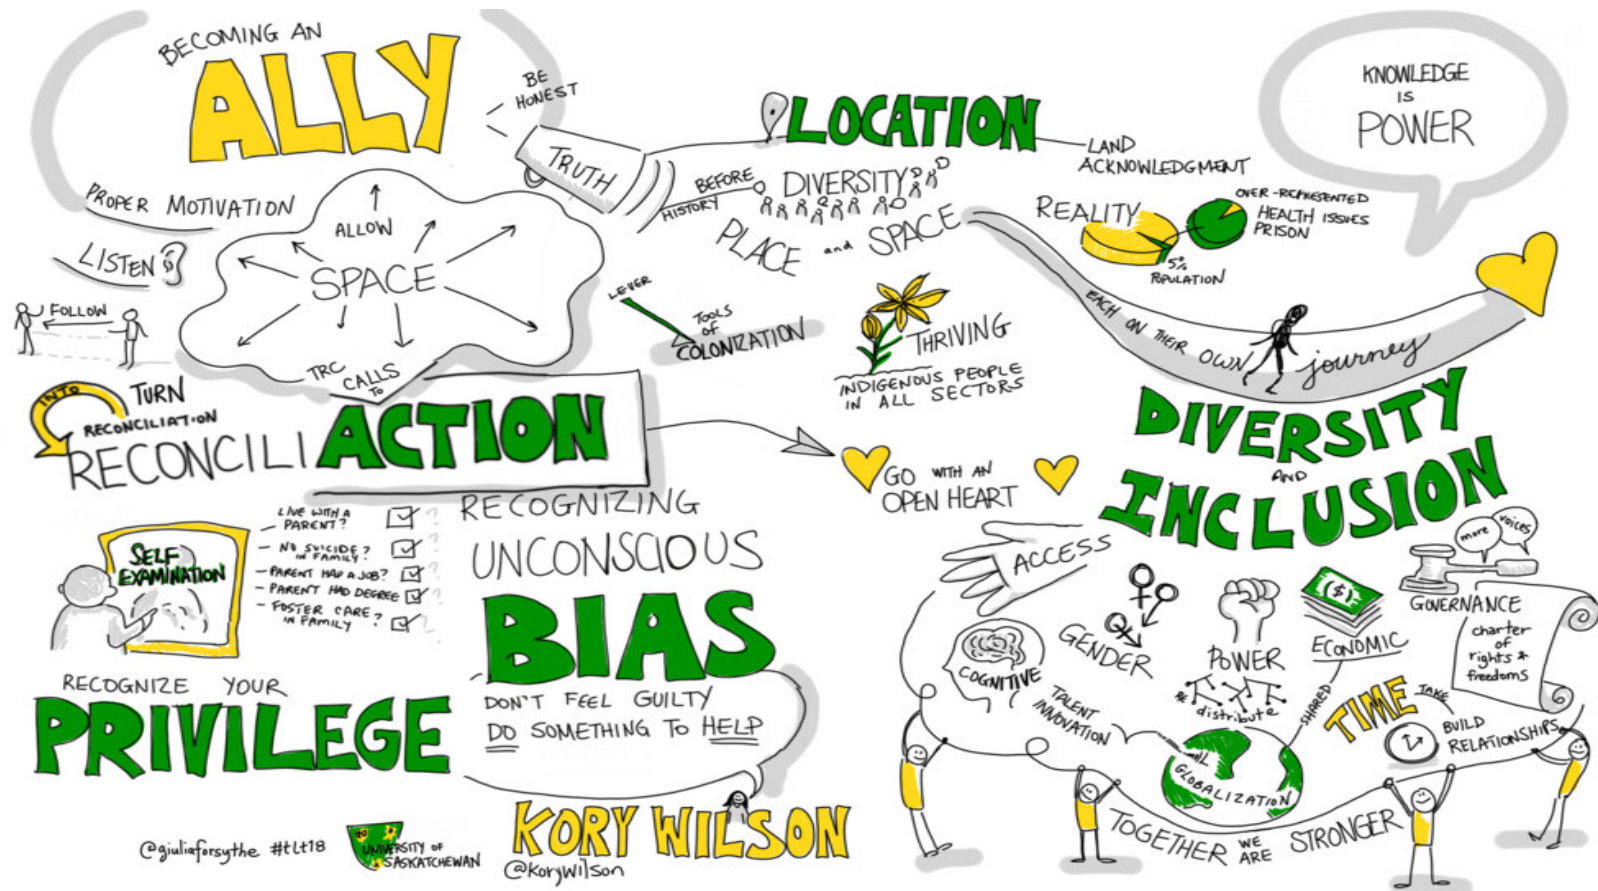 BECOMING AN
ALLY
BE
HONEST
TRUTH
PROPER MOTIVATION
LISTEN
FOLLOW
ALLOW
SPACE
TRC
CALLS
TO
INTO
TURN
RECONCILIATION
RECONCILIACTION
LOCATION
LAND
ACKNOWLEDGMENT
BEFORE
HISTORY
DIVERSITY
PLACE and SPACE
REALITY
5%
POPULATION
OVER-REPRESENTED
HEALTH ISSUES
PRISON
KNOWLEDGE
IS
POWER
LEVER
TOOLS
OF
COLONIZATION
THRIVING
INDIGENOUS PEOPLE
IN ALL SECTORS
EACH ON THEIR OWN journey
GO WITH AN
OPEN HEART
DIVERSITY
AND
INCLUSION
SELF
EXAMINATION
LIVE WITH A
PARENT?
- NO SUICIDE?
IN FAMILY?
- PARENT HAD A JOB?
- PARENT HAD DEGREE
- FOSTER CARE?
IN FAMILY
RECOGNIZE YOUR
PRIVILEGE
RECOGNIZING
UNCONSCIOUS
BIAS
DON'T FEEL GUILTY
DO SOMETHING TO HELP
ACCESS
COGNITIVE
GENDER
POWER
RE
distribute
($)
ECONOMIC
SHARED
more voices
GOVERNANCE
charter
of
rights &
freedoms
TALENT
INNOVATION
GLOBALIZATION
TIME
TAKE
BUILD
RELATIONSHIPS
TOGETHER WE ARE STRONGER
@giuliaforsythe #tlt18
UNIVERSITY OF
SASKATCHEWAN
KORY WILSON
@KoryWilson